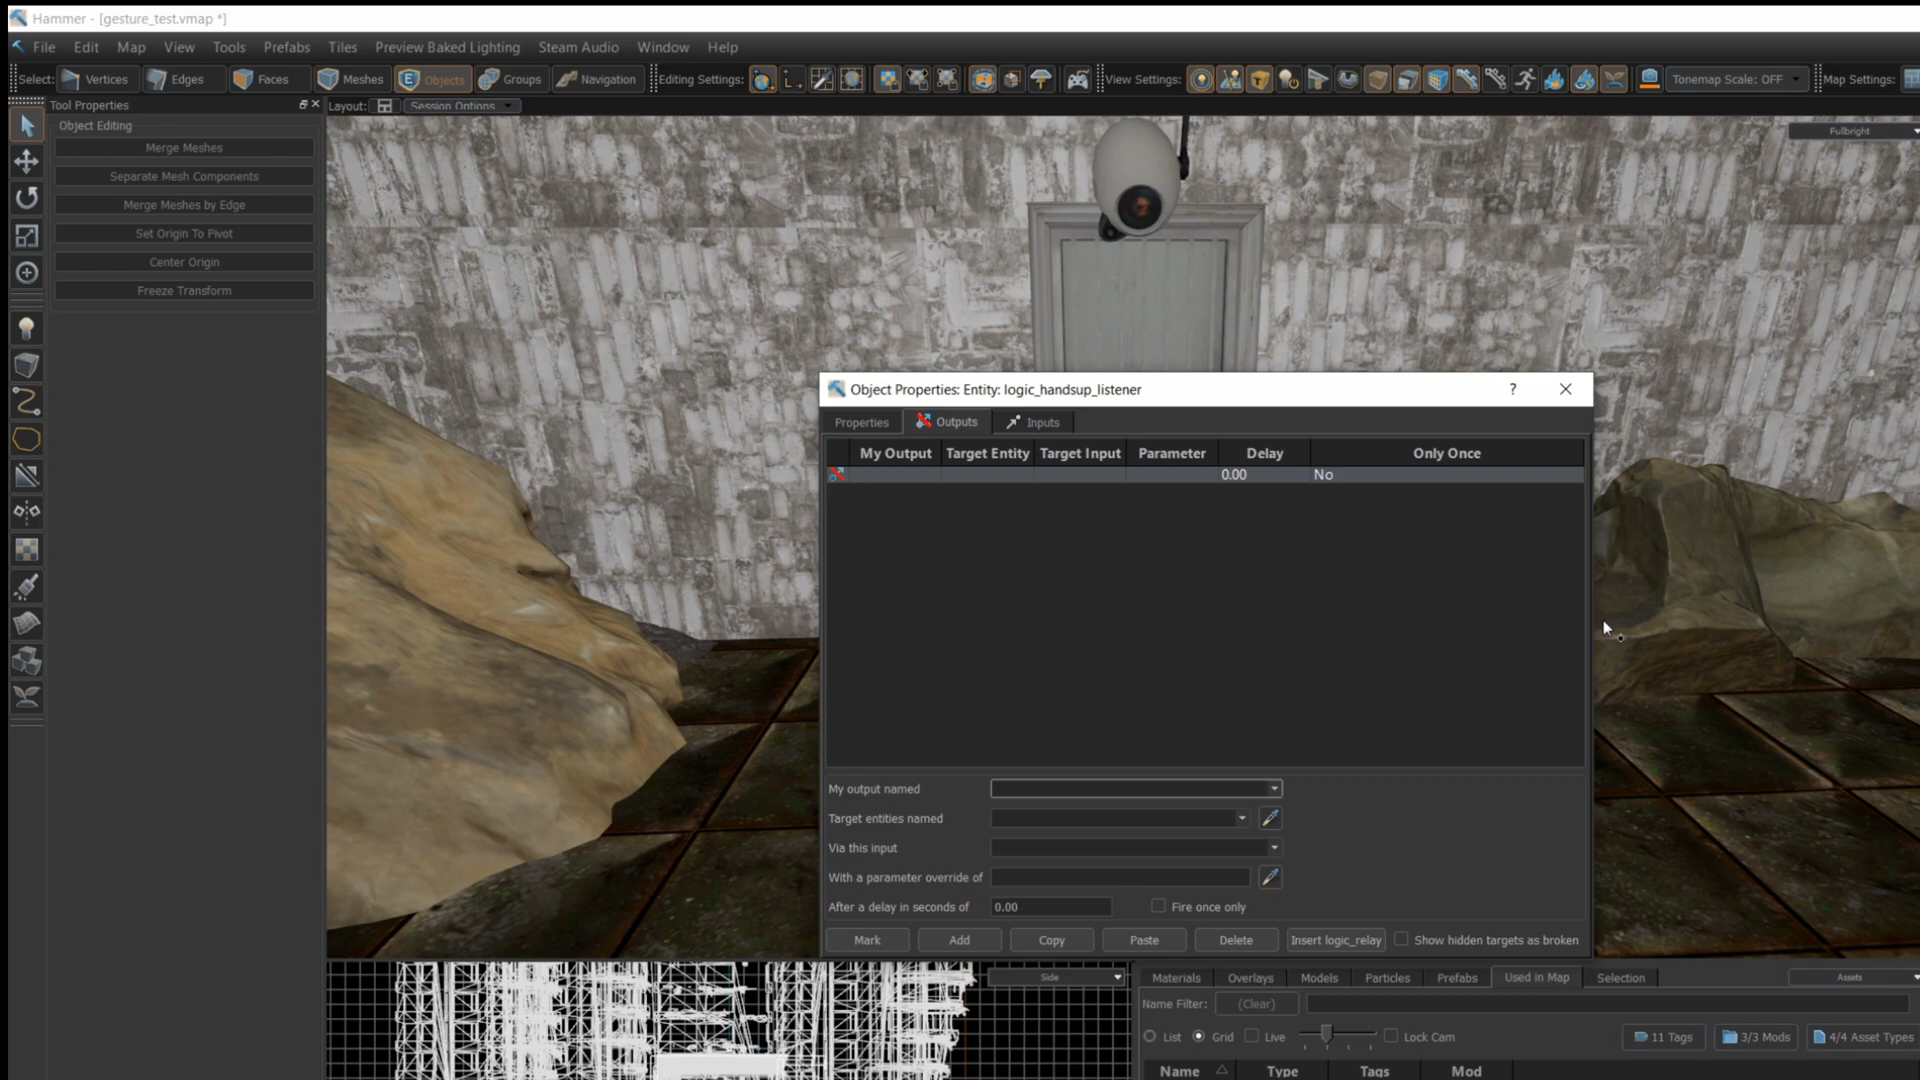 Hammer - [gesture_test.vmap *]
File Edit Map View Tools Prefabs Tiles Preview Baked Lighting Steam Audio Window Help
Select: Vertices Edges Faces Meshes Objects Groups Navigation Editing Settings: View Settings: Tonemap Scale: OFF Map Settings:
Tool Properties
Layout: Session Options
Object Editing
Merge Meshes
Separate Mesh Components
Merge Meshes by Edge
Set Origin To Pivot
Center Origin
Freeze Transform
Fullbright
Object Properties: Entity: logic_handsup_listener ?
Properties Outputs Inputs
My Output Target Entity Target Input Parameter Delay Only Once
0.00 No
My output named
Target entities named
Via this input
With a parameter override of
After a delay in seconds of 0.00 Fire once only
Mark Add Copy Paste Delete Insert logic_relay Show hidden targets as broken
Side
Materials Overlays Models Particles Prefabs Used in Map Selection Assets
Name Filter: (Clear)
List Grid Live Lock Cam 11 Tags 3/3 Mods 4/4 Asset Types
Name Type Tags Mod